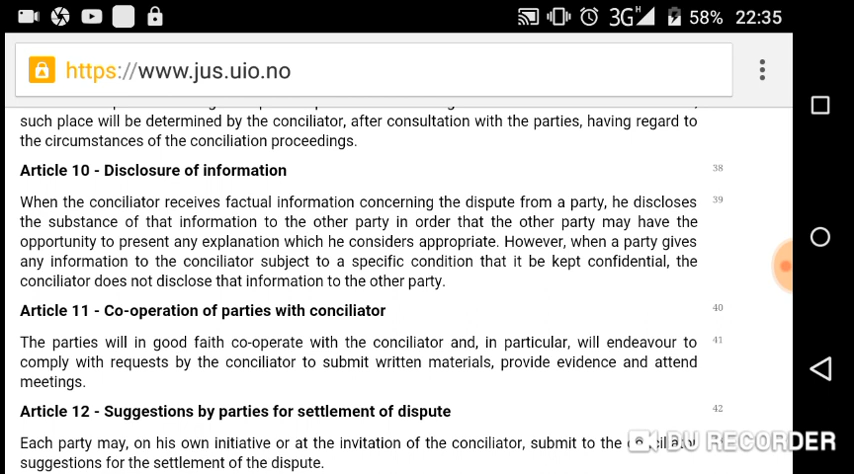 3G H 58% 22:35
https://www.jus.uio.no
such place will be determined by the conciliator, after consultation with the parties, having regard to
the circumstances of the conciliation proceedings.
Article 10 - Disclosure of information 38
When the conciliator receives factual information concerning the dispute from a party, he discloses 39
the substance of that information to the other party in order that the other party may have the
opportunity to present any explanation which he considers appropriate. However, when a party gives
any information to the conciliator subject to a specific condition that it be kept confidential, the
conciliator does not disclose that information to the other party.
Article 11 - Co-operation of parties with conciliator 40
The parties will in good faith co-operate with the conciliator and, in particular, will endeavour to 41
comply with requests by the conciliator to submit written materials, provide evidence and attend
meetings.
Article 12 - Suggestions by parties for settlement of dispute 42
Each party may, on his own initiative or at the invitation of the conciliator, submit to the conciliator
suggestions for the settlement of the dispute.
DU RECORDER